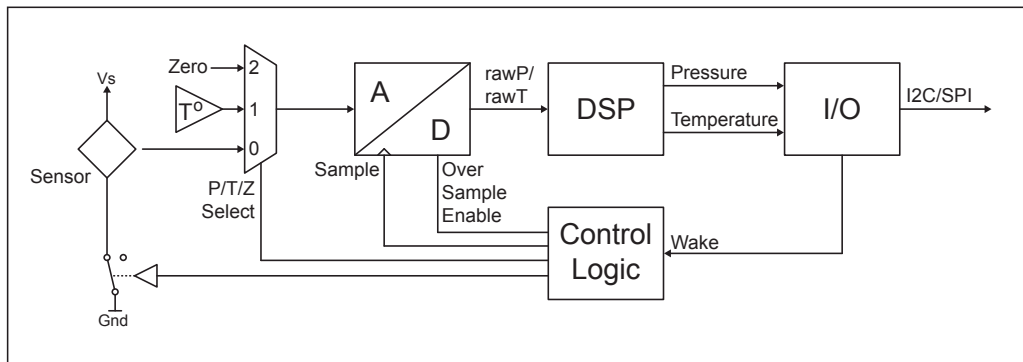 Vs
Sensor
Gnd
Zero
To
2
1
0
P/T/Z
Select
A
D
Sample
Over
Sample
Enable
rawP/
rawT
DSP
Pressure
Temperature
I/O
I2C/SPI
Control
Logic
Wake